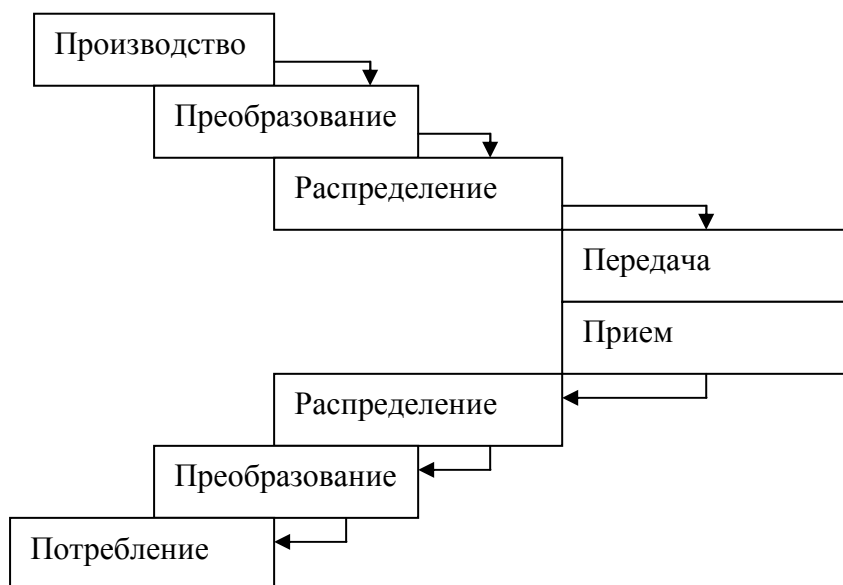 Производство
Преобразование
Распределение
Передача
Прием
Распределение
Преобразование
Потребление